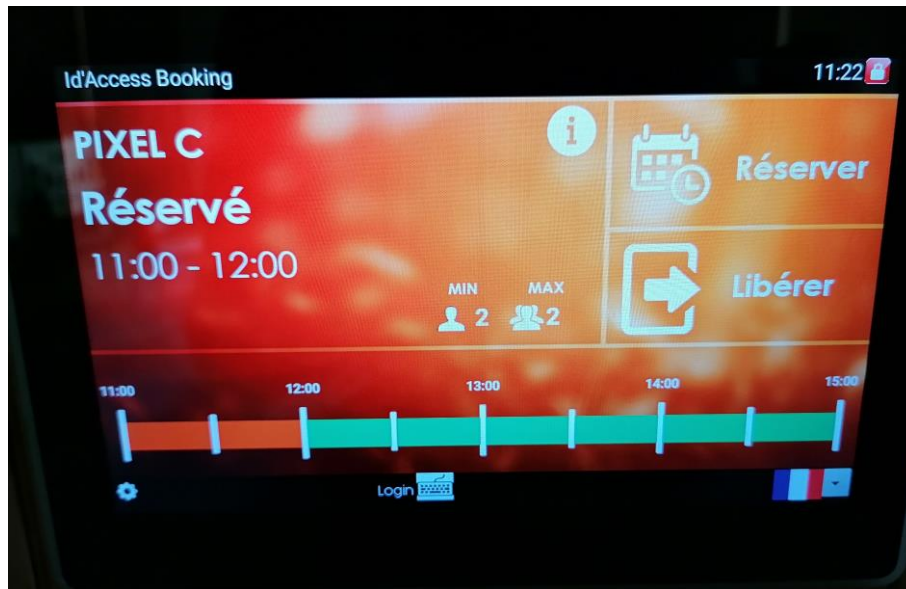 Id'Access Booking
11:22
PIXEL C
Réservé
11:00 - 12:00
MIN MAX
2 2
Réserver
Libérer
11:00 12:00 13:00 14:00 15:00
Login